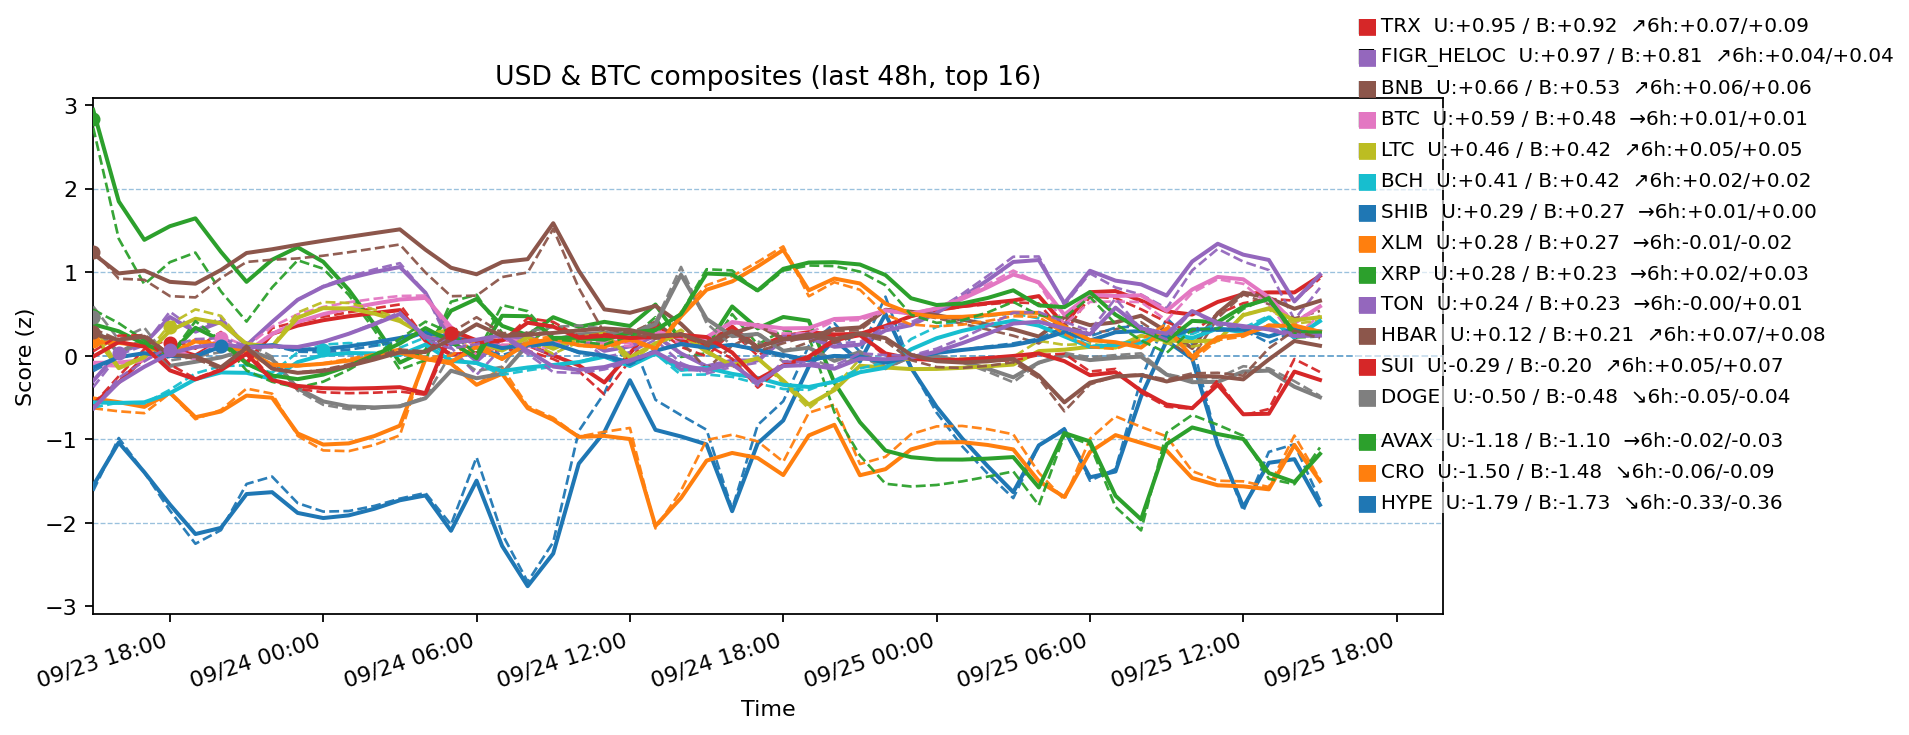 TRX U:+0.95 / B:+0.92 ↗6h:+0.07/+0.09
FIGR_HELOC U:+0.97 / B:+0.81 ↗6h:+0.04/+0.04
USD & BTC composites (last 48h, top 16)
BNB U:+0.66 / B:+0.53 ↗6h:+0.06/+0.06
BTC U:+0.59 / B:+0.48 →6h:+0.01/+0.01
LTC U:+0.46 / B:+0.42 ↗6h:+0.05/+0.05
BCH U:+0.41 / B:+0.42 ↗6h:+0.02/+0.02
SHIB U:+0.29 / B:+0.27 →6h:+0.01/+0.00
XLM U:+0.28 / B:+0.27 →6h:-0.01/-0.02
XRP U:+0.28 / B:+0.23 →6h:+0.02/+0.03
TON U:+0.24 / B:+0.23 →6h:-0.00/+0.01
HBAR U:+0.12 / B:+0.21 ↗6h:+0.07/+0.08
SUI U:-0.29 / B:-0.20 ↗6h:+0.05/+0.07
DOGE U:-0.50 / B:-0.48 ↘6h:-0.05/-0.04
AVAX U:-1.18 / B:-1.10 →6h:-0.02/-0.03
CRO U:-1.50 / B:-1.48 ↘6h:-0.06/-0.09
HYPE U:-1.79 / B:-1.73 ↘6h:-0.33/-0.36
Score (z)
3
2
1
0
−1
−2
−3
09/23 18:00
09/24 00:00
09/24 06:00
09/24 12:00
09/24 18:00
09/25 00:00
09/25 06:00
09/25 12:00
09/25 18:00
Time